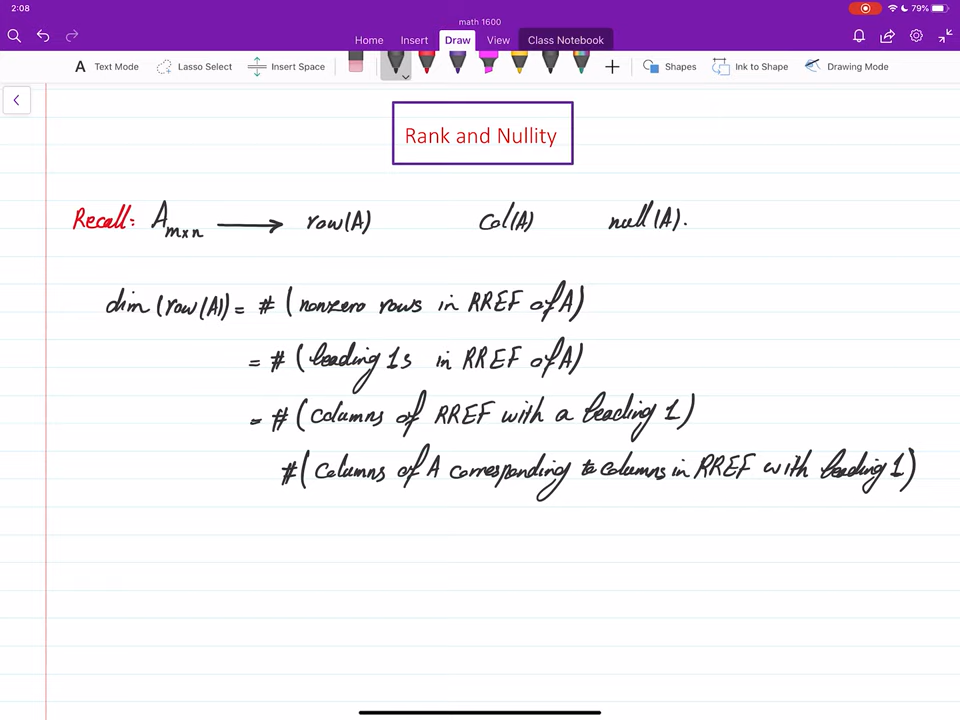 2:08
math 1600
79%
Home Insert Draw View Class Notebook
Text Mode Lasso Select Insert Space Shapes Ink to Shape Drawing Mode
Rank and Nullity
Recall: A m×n → row(A) Col(A) null(A).
dim(row(A)) = # (nonzero rows in RREF of A)
= # (leading 1s in RREF of A)
= # (columns of RREF with a leading 1)
# (columns of A corresponding to columns in RREF with leading 1)